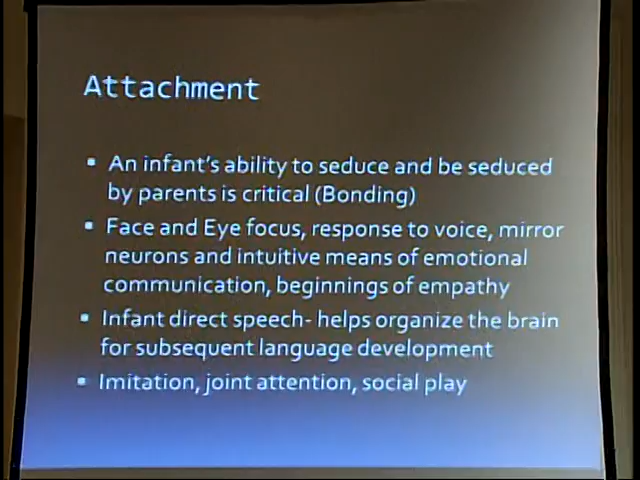 Attachment
▪ An infant's ability to seduce and be seduced
by parents is critical (Bonding)
▪ Face and Eye focus, response to voice, mirror
neurons and intuitive means of emotional
communication, beginnings of empathy
▪ Infant direct speech- helps organize the brain
for subsequent language development
▪ Imitation, joint attention, social play